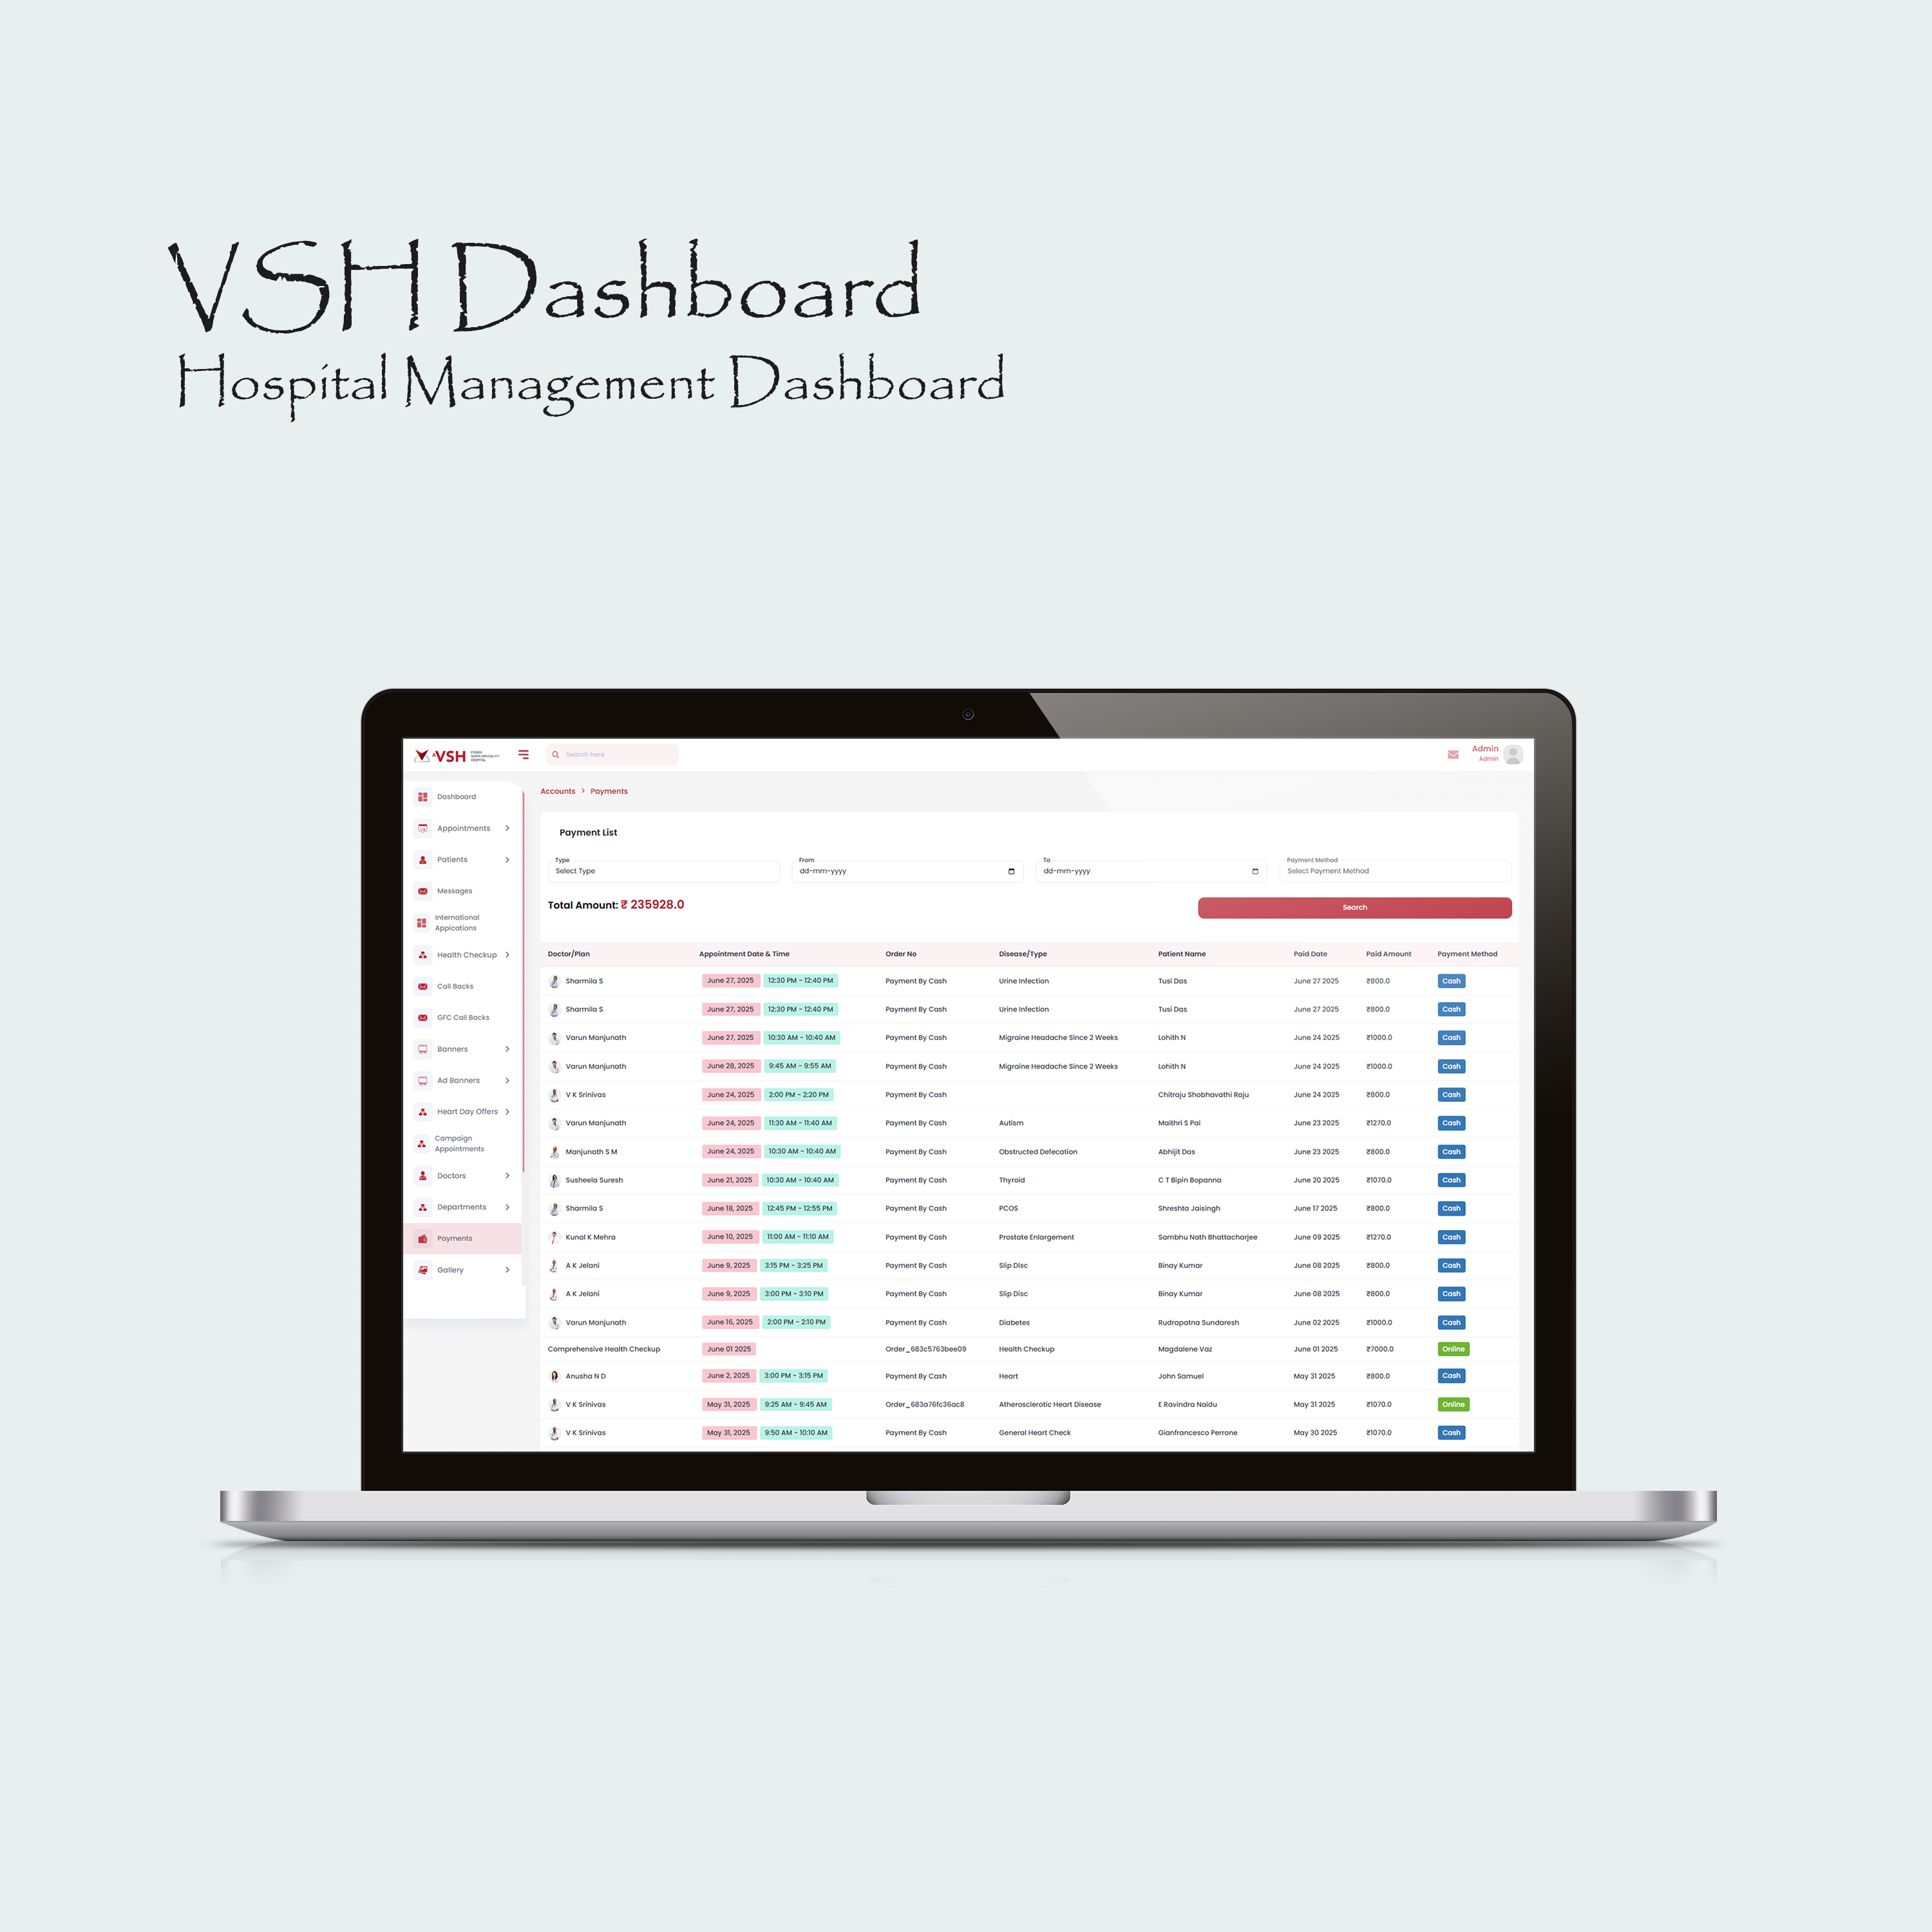 VSH Dashboard
Hospital Management Dashboard
VSH
SUPER SPECIALITY
HOSPITAL
Search here
Admin
Admin
Dashboard
Appointments
Patients
Messages
International
Appications
Health Checkup
Call Backs
GFC Call Backs
Banners
Ad Banners
Heart Day Offers
Campaign
Appointments
Doctors
Departments
Payments
Gallery
Accounts > Payments
Payment List
Type
Select Type
From
dd-mm-yyyy
To
dd-mm-yyyy
Payment Method
Select Payment Method
Total Amount: ₹ 235928.0
Search
Doctor/Plan Appointment Date & Time Order No Disease/Type Patient Name Paid Date Paid Amount Payment Method
Sharmila S June 27, 2025 12:30 PM - 12:40 PM Payment By Cash Urine Infection Tusi Das June 27 2025 ₹800.0 Cash
Sharmila S June 27, 2025 12:30 PM - 12:40 PM Payment By Cash Urine Infection Tusi Das June 27 2025 ₹800.0 Cash
Varun Manjunath June 27, 2025 10:30 AM - 10:40 AM Payment By Cash Migraine Headache Since 2 Weeks Lohith N June 24 2025 ₹1000.0 Cash
Varun Manjunath June 28, 2025 9:45 AM - 9:55 AM Payment By Cash Migraine Headache Since 2 Weeks Lohith N June 24 2025 ₹1000.0 Cash
V K Srinivas June 24, 2025 2:00 PM - 2:20 PM Payment By Cash Chitraju Shobhavathi Raju June 24 2025 ₹800.0 Cash
Varun Manjunath June 24, 2025 11:30 AM - 11:40 AM Payment By Cash Autism Maithri S Pai June 23 2025 ₹1270.0 Cash
Manjunath S M June 24, 2025 10:30 AM - 10:40 AM Payment By Cash Obstructed Defecation Abhijit Das June 23 2025 ₹800.0 Cash
Susheela Suresh June 21, 2025 10:30 AM - 10:40 AM Payment By Cash Thyroid C T Bipin Bopanna June 20 2025 ₹1070.0 Cash
Sharmila S June 18, 2025 12:45 PM - 12:55 PM Payment By Cash PCOS Shreshta Jaisingh June 17 2025 ₹800.0 Cash
Kunal K Mehra June 10, 2025 11:00 AM - 11:10 AM Payment By Cash Prostate Enlargement Sambhu Nath Bhattacharjee June 09 2025 ₹1270.0 Cash
A K Jelani June 9, 2025 3:15 PM - 3:25 PM Payment By Cash Slip Disc Binay Kumar June 08 2025 ₹800.0 Cash
A K Jelani June 9, 2025 3:00 PM - 3:10 PM Payment By Cash Slip Disc Binay Kumar June 08 2025 ₹800.0 Cash
Varun Manjunath June 16, 2025 2:00 PM - 2:10 PM Payment By Cash Diabetes Rudrapatna Sundaresh June 02 2025 ₹1000.0 Cash
Comprehensive Health Checkup June 01 2025 Order_683c5763bee09 Health Checkup Magdalene Vaz June 01 2025 ₹7000.0 Online
Anusha N D June 2, 2025 3:00 PM - 3:15 PM Payment By Cash Heart John Samuel May 31 2025 ₹800.0 Cash
V K Srinivas May 31, 2025 9:25 AM - 9:45 AM Order_683a76fc36ac8 Atherosclerotic Heart Disease E Ravindra Naidu May 31 2025 ₹1070.0 Online
V K Srinivas May 31, 2025 9:50 AM - 10:10 AM Payment By Cash General Heart Check Gianfrancesco Perrone May 30 2025 ₹1070.0 Cash